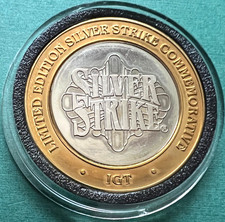 LIMITED EDITION SILVER STRIKE COMMEMORATIVE
SILVER
STRIKE
· IGT ·